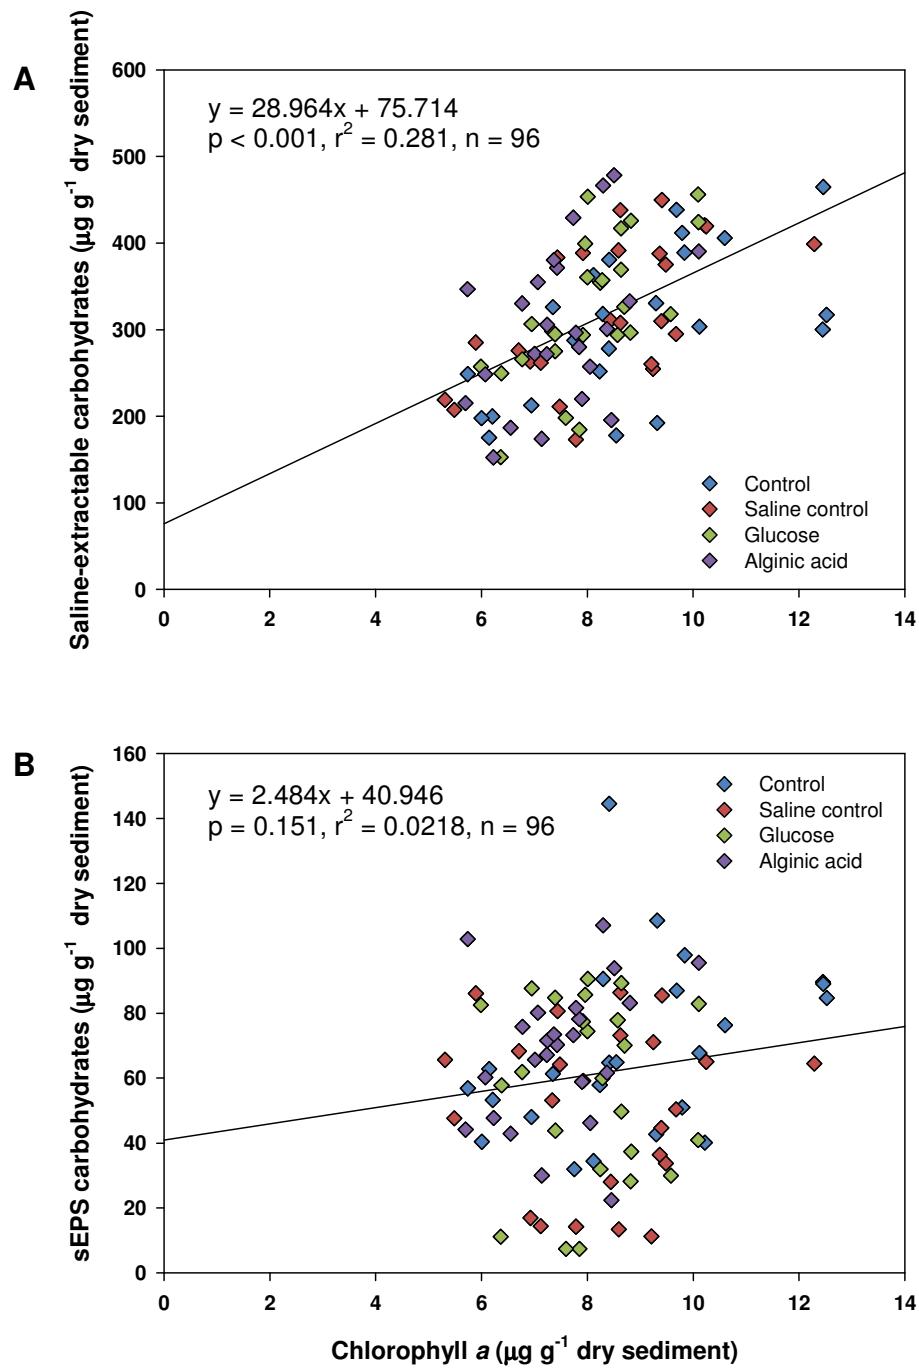 A
Saline-extractable carbohydrates (µg g⁻¹ dry sediment)
600
500
400
300
200
100
0
y = 28.964x + 75.714
p < 0.001, r² = 0.281, n = 96
Control
Saline control
Glucose
Alginic acid
0 2 4 6 8 10 12 14
B
sEPS carbohydrates (µg g⁻¹ dry sediment)
160
140
120
100
80
60
40
20
0
y = 2.484x + 40.946
p = 0.151, r² = 0.0218, n = 96
Control
Saline control
Glucose
Alginic acid
0 2 4 6 8 10 12 14
Chlorophyll a (µg g⁻¹ dry sediment)